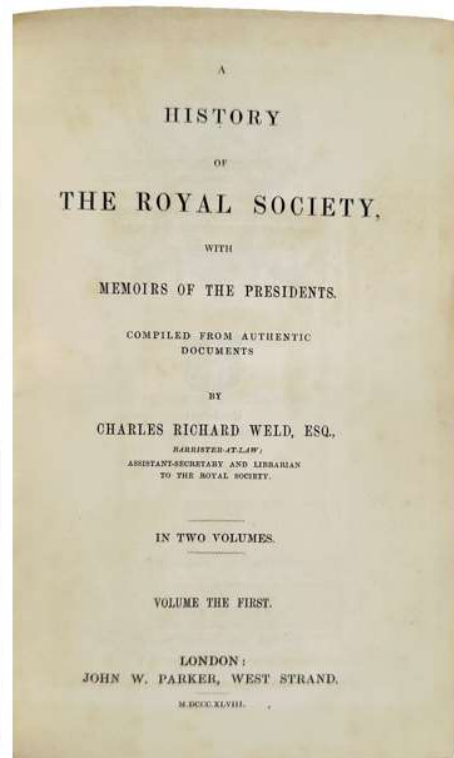 A
HISTORY
OF
THE ROYAL SOCIETY,
WITH
MEMOIRS OF THE PRESIDENTS.
COMPILED FROM AUTHENTIC
DOCUMENTS
BY
CHARLES RICHARD WELD, ESQ.,
BARRISTER-AT-LAW;
ASSISTANT-SECRETARY AND LIBRARIAN
TO THE ROYAL SOCIETY.
IN TWO VOLUMES.
VOLUME THE FIRST.
LONDON:
JOHN W. PARKER, WEST STRAND.
M.DCCC.XLVIII.